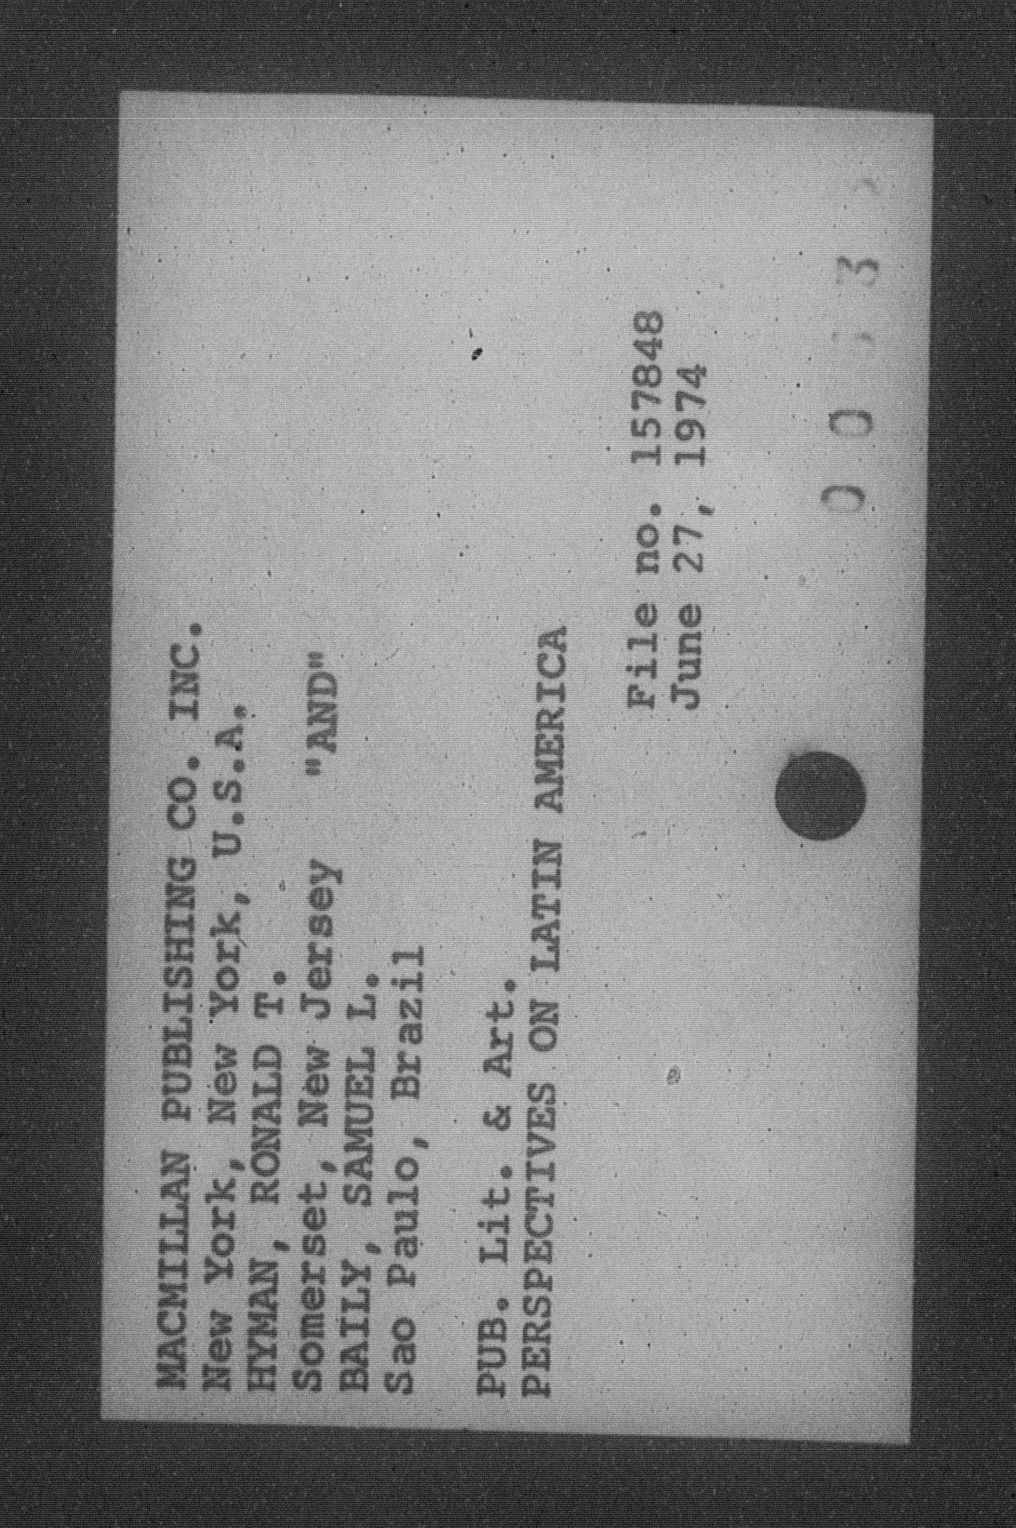 MACMILLAN PUBLISHING CO. INC.
New York, New York, U.S.A.
HYMAN, RONALD T.
Somerset, New Jersey "AND"
BAILY, SAMUEL L.
Sao Paulo, Brazil
PUB. Lit. & Art.
PERSPECTIVES ON LATIN AMERICA
File no. 157848
June 27, 1974